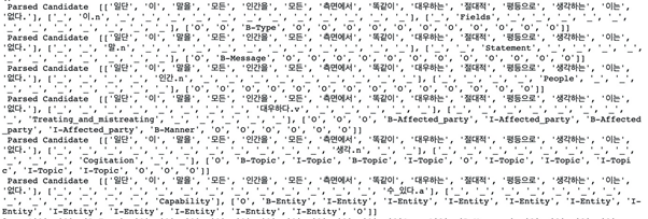 Parsed Candidate [['일단', '이', '말을', '모든', '인간을', '모든', '측면에서', '똑같이', '대우하는', '절대적', '평등으로', '생각하는', '이는',
'없다.'], ['_', '이.n', '_', '_', '_', '_', '_', '_', '_', '_', '_', '_', '_', '_'], ['_', 'Fields', '_', '_', '_', '_',
'_', '_', '_', '_', '_', '_', '_', '_'], ['O', 'O', 'B-Type', 'O', 'O', 'O', 'O', 'O', 'O', 'O', 'O', 'O', 'O', 'O']]
Parsed Candidate [['일단', '이', '말을', '모든', '인간을', '모든', '측면에서', '똑같이', '대우하는', '절대적', '평등으로', '생각하는', '이는',
'없다.'], ['_', '_', '말.n', '_', '_', '_', '_', '_', '_', '_', '_', '_', '_', '_'], ['_', '_', 'Statement', '_', '_', '_',
'_', '_', '_', '_', '_', '_', '_', '_'], ['O', 'B-Message', 'O', 'O', 'O', 'O', 'O', 'O', 'O', 'O', 'O', 'O', 'O', 'O']]
Parsed Candidate [['일단', '이', '말을', '모든', '인간을', '모든', '측면에서', '똑같이', '대우하는', '절대적', '평등으로', '생각하는', '이는',
'없다.'], ['_', '_', '_', '_', '인간.n', '_', '_', '_', '_', '_', '_', '_', '_', '_'], ['_', '_', '_', '_', 'People', '_', '_',
'_', '_', '_', '_', '_', '_', '_'], ['O', 'O', 'O', 'O', 'O', 'O', 'O', 'O', 'O', 'O', 'O', 'O', 'O', 'O']]
Parsed Candidate [['일단', '이', '말을', '모든', '인간을', '모든', '측면에서', '똑같이', '대우하는', '절대적', '평등으로', '생각하는', '이는',
'없다.'], ['_', '_', '_', '_', '_', '_', '_', '_', '대우하다.v', '_', '_', '_', '_', '_'], ['_', '_', '_', '_', '_', '_', '_', '_',
'Treating_and_mistreating', '_', '_', '_', '_', '_'], ['O', 'O', 'O', 'B-Affected_party', 'I-Affected_party', 'B-Affected
_party', 'I-Affected_party', 'B-Manner', 'O', 'O', 'O', 'O', 'O', 'O']]
Parsed Candidate [['일단', '이', '말을', '모든', '인간을', '모든', '측면에서', '똑같이', '대우하는', '절대적', '평등으로', '생각하는', '이는',
'없다.'], ['_', '_', '_', '_', '_', '_', '_', '_', '_', '_', '_', '생각.n', '_', '_'], ['_', '_', '_', '_', '_', '_', '_', '_',
'_', '_', '_', 'Cogitation', '_', '_'], ['O', 'B-Topic', 'I-Topic', 'B-Topic', 'I-Topic', 'O', 'I-Topic', 'I-Topic', 'I-Topi
c', 'I-Topic', 'I-Topic', 'O', 'O', 'O']]
Parsed Candidate [['일단', '이', '말을', '모든', '인간을', '모든', '측면에서', '똑같이', '대우하는', '절대적', '평등으로', '생각하는', '이는',
'없다.'], ['_', '_', '_', '_', '_', '_', '_', '_', '_', '_', '_', '_', '_', '수_있다.a'], ['_', '_', '_', '_', '_', '_', '_',
'_', '_', '_', '_', '_', '_', 'Capability'], ['O', 'B-Entity', 'I-Entity', 'I-Entity', 'I-Entity', 'I-Entity', 'I-Entity', 'I-
Entity', 'I-Entity', 'I-Entity', 'I-Entity', 'I-Entity', 'I-Entity', 'O']]